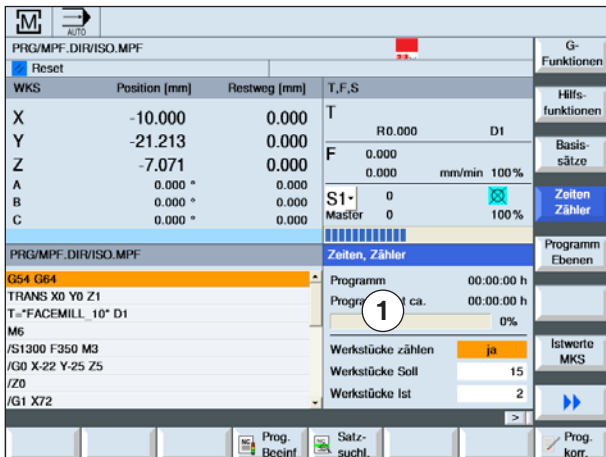 M AUTO
PRG/MPF.DIR/ISO.MPF
Reset
WKS Position [mm] Restweg [mm]
X -10.000 0.000
Y -21.213 0.000
Z -7.071 0.000
A 0.000 ° 0.000
B 0.000 ° 0.000
C 0.000 ° 0.000
T,F,S
T
R0.000 D1
F 0.000
0.000 mm/min 100%
S1 0
Master 0 100%
PRG/MPF.DIR/ISO.MPF
G54 G64
TRANS X0 Y0 Z1
T="FACEMILL_10" D1
M6
/S1300 F350 M3
/G0 X-22 Y-25 Z5
/Z0
/G1 X72
Zeiten, Zähler
Programm 00:00:00 h
ca. 00:00:00 h
1
0%
Werkstücke zählen ja
Werkstücke Soll 15
Werkstücke Ist 2
>
G-
Funktionen
Hilfs-
funktionen
Basis-
sätze
Zeiten
Zähler
Programm
Ebenen
Istwerte
MKS
NC Prog.
Beeinf
NC Satz-
suchl.
Prog.
korr.